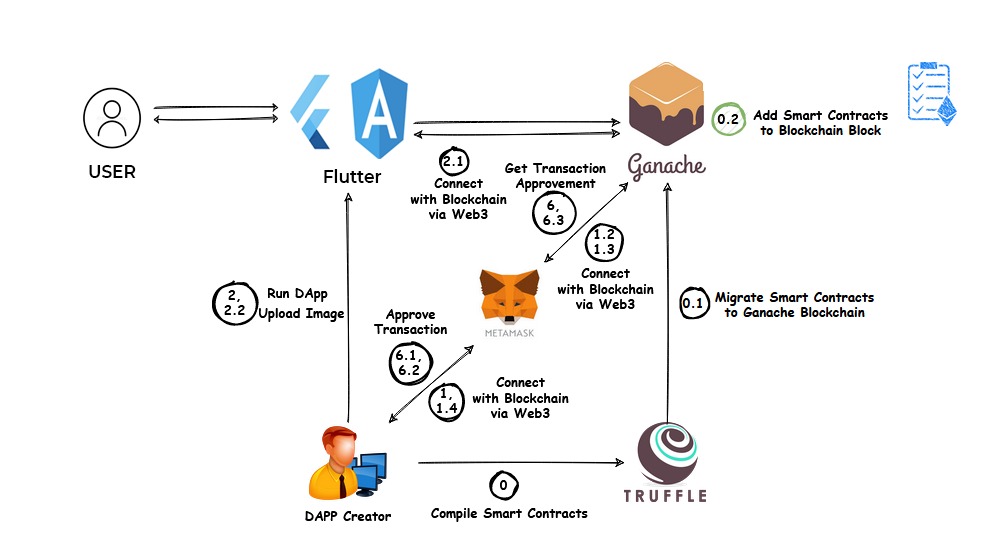 A
USER
Flutter
Ganache
0.2
Add Smart Contracts
to Blockchain Block
2.1
Connect
with Blockchain
via Web3
Get Transaction
Approvement
6,
6.3
1.2
1.3
Connect
with Blockchain
via Web3
2,
2.2
Run DApp
Upload Image
METAMASK
0.1
Migrate Smart Contracts
to Ganache Blockchain
Approve
Transaction
6.1,
6.2
1,
1.4
Connect
with Blockchain
via Web3
DAPP Creator
0
Compile Smart Contracts
TRUFFLE